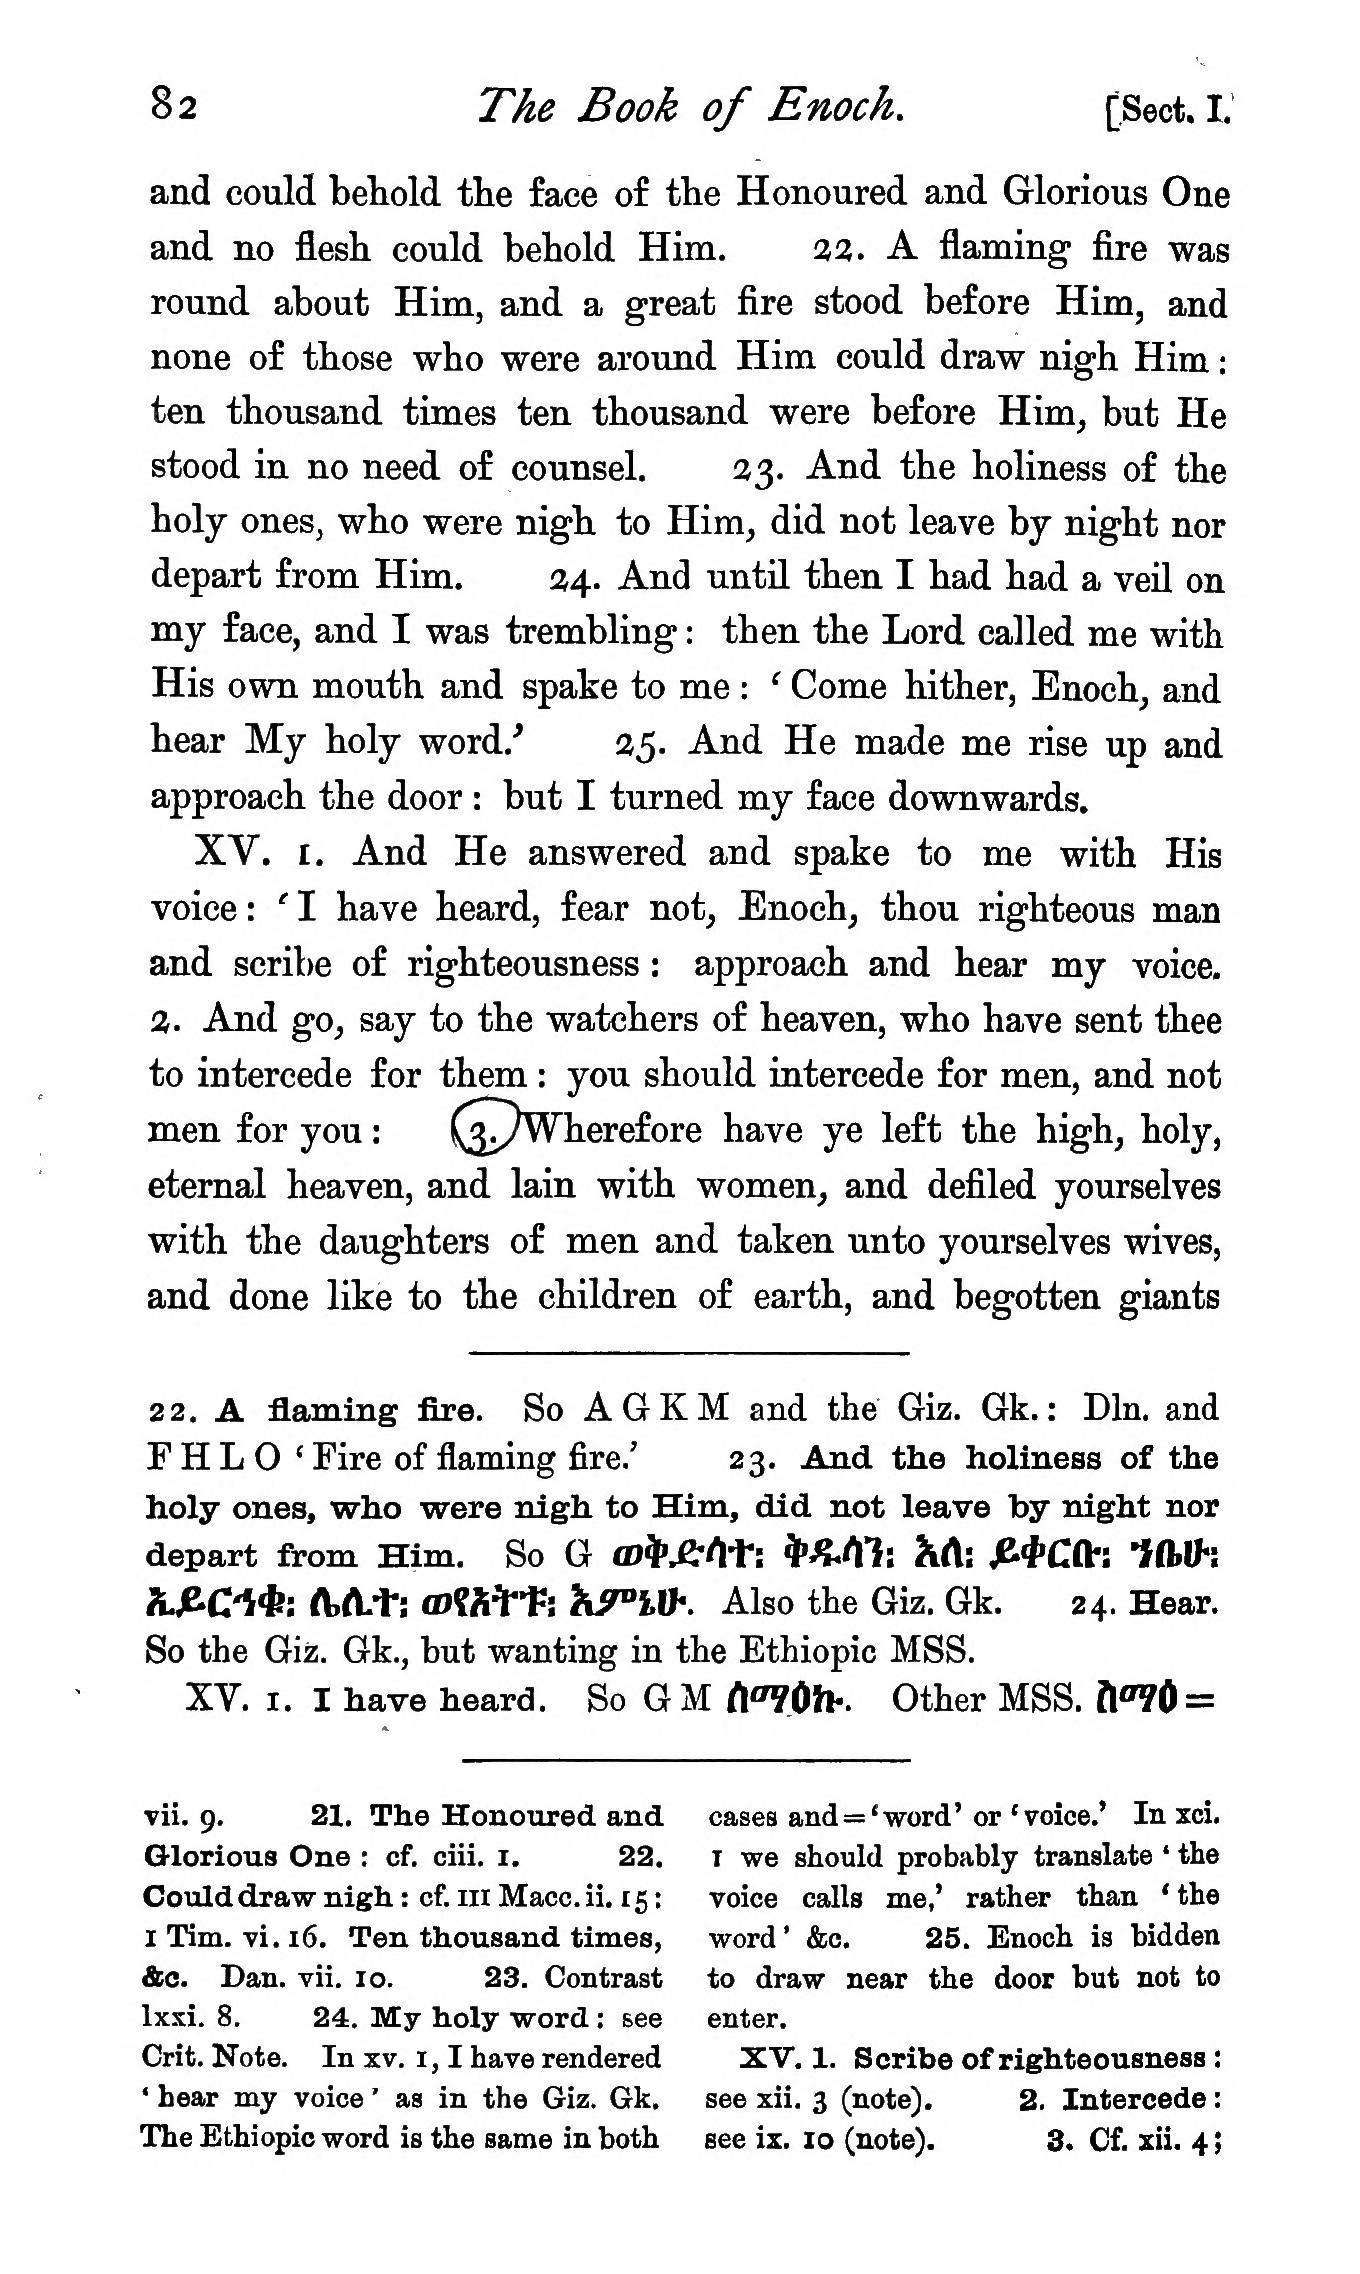 82 The Book of Enoch. [Sect. I.
and could behold the face of the Honoured and Glorious One
and no flesh could behold Him. 22. A flaming fire was
round about Him, and a great fire stood before Him, and
none of those who were around Him could draw nigh Him :
ten thousand times ten thousand were before Him, but He
stood in no need of counsel. 23. And the holiness of the
holy ones, who were nigh to Him, did not leave by night nor
depart from Him. 24. And until then I had had a veil on
my face, and I was trembling : then the Lord called me with
His own mouth and spake to me : ‘ Come hither, Enoch, and
hear My holy word.’ 25. And He made me rise up and
approach the door : but I turned my face downwards.
XV. 1. And He answered and spake to me with His
voice : ‘ I have heard, fear not, Enoch, thou righteous man
and scribe of righteousness : approach and hear my voice.
2. And go, say to the watchers of heaven, who have sent thee
to intercede for them : you should intercede for men, and not
men for you : 3. Wherefore have ye left the high, holy,
eternal heaven, and lain with women, and defiled yourselves
with the daughters of men and taken unto yourselves wives,
and done like to the children of earth, and begotten giants
22. A flaming fire. So A G K M and the Giz. Gk. : Dln. and
F H L O ‘ Fire of flaming fire.’ 23. And the holiness of the
holy ones, who were nigh to Him, did not leave by night nor
depart from Him. So G ወቅድሳተ፡ ቅዱሳን፡ እለ፡ ይቀርቡ፡ ኀቤሁ፡
ኢይርኅቁ፡ ሌሊተ፡ ወየአትቱ፡ እምኔሁ. Also the Giz. Gk. 24. Hear.
So the Giz. Gk., but wanting in the Ethiopic MSS.
XV. 1. I have heard. So G M ሰማዕኩ. Other MSS. ስማዕ =
vii. 9. 21. The Honoured and
Glorious One : cf. ciii. 1. 22.
Could draw nigh : cf. III Macc. ii. 15 :
1 Tim. vi. 16. Ten thousand times,
&c. Dan. vii. 10. 23. Contrast
lxxi. 8. 24. My holy word : see
Crit. Note. In xv. 1, I have rendered
‘ hear my voice ’ as in the Giz. Gk.
The Ethiopic word is the same in both
cases and = ‘ word ’ or ‘ voice.’ In xci.
1 we should probably translate ‘ the
voice calls me,’ rather than ‘ the
word ’ &c. 25. Enoch is bidden
to draw near the door but not to
enter.
XV. 1. Scribe of righteousness :
see xii. 3 (note). 2. Intercede :
see ix. 10 (note). 3. Cf. xii. 4 ;